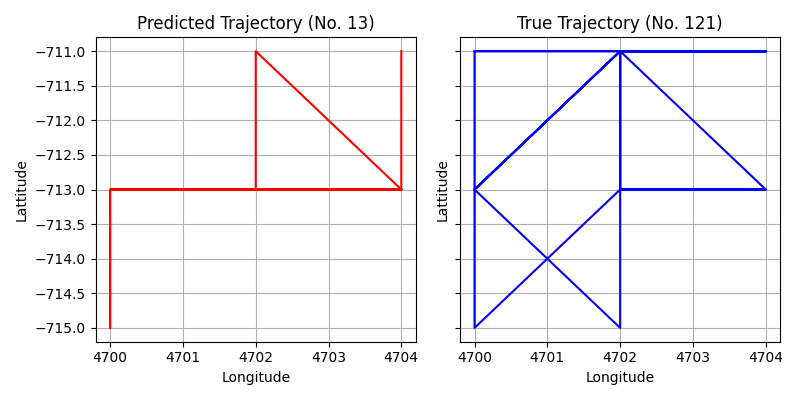 Predicted Trajectory (No. 13)
True Trajectory (No. 121)
−711.0
−711.5
−712.0
−712.5
−713.0
−713.5
−714.0
−714.5
−715.0
Lattitude
Lattitude
4700 4701 4702 4703 4704
4700 4701 4702 4703 4704
Longitude
Longitude